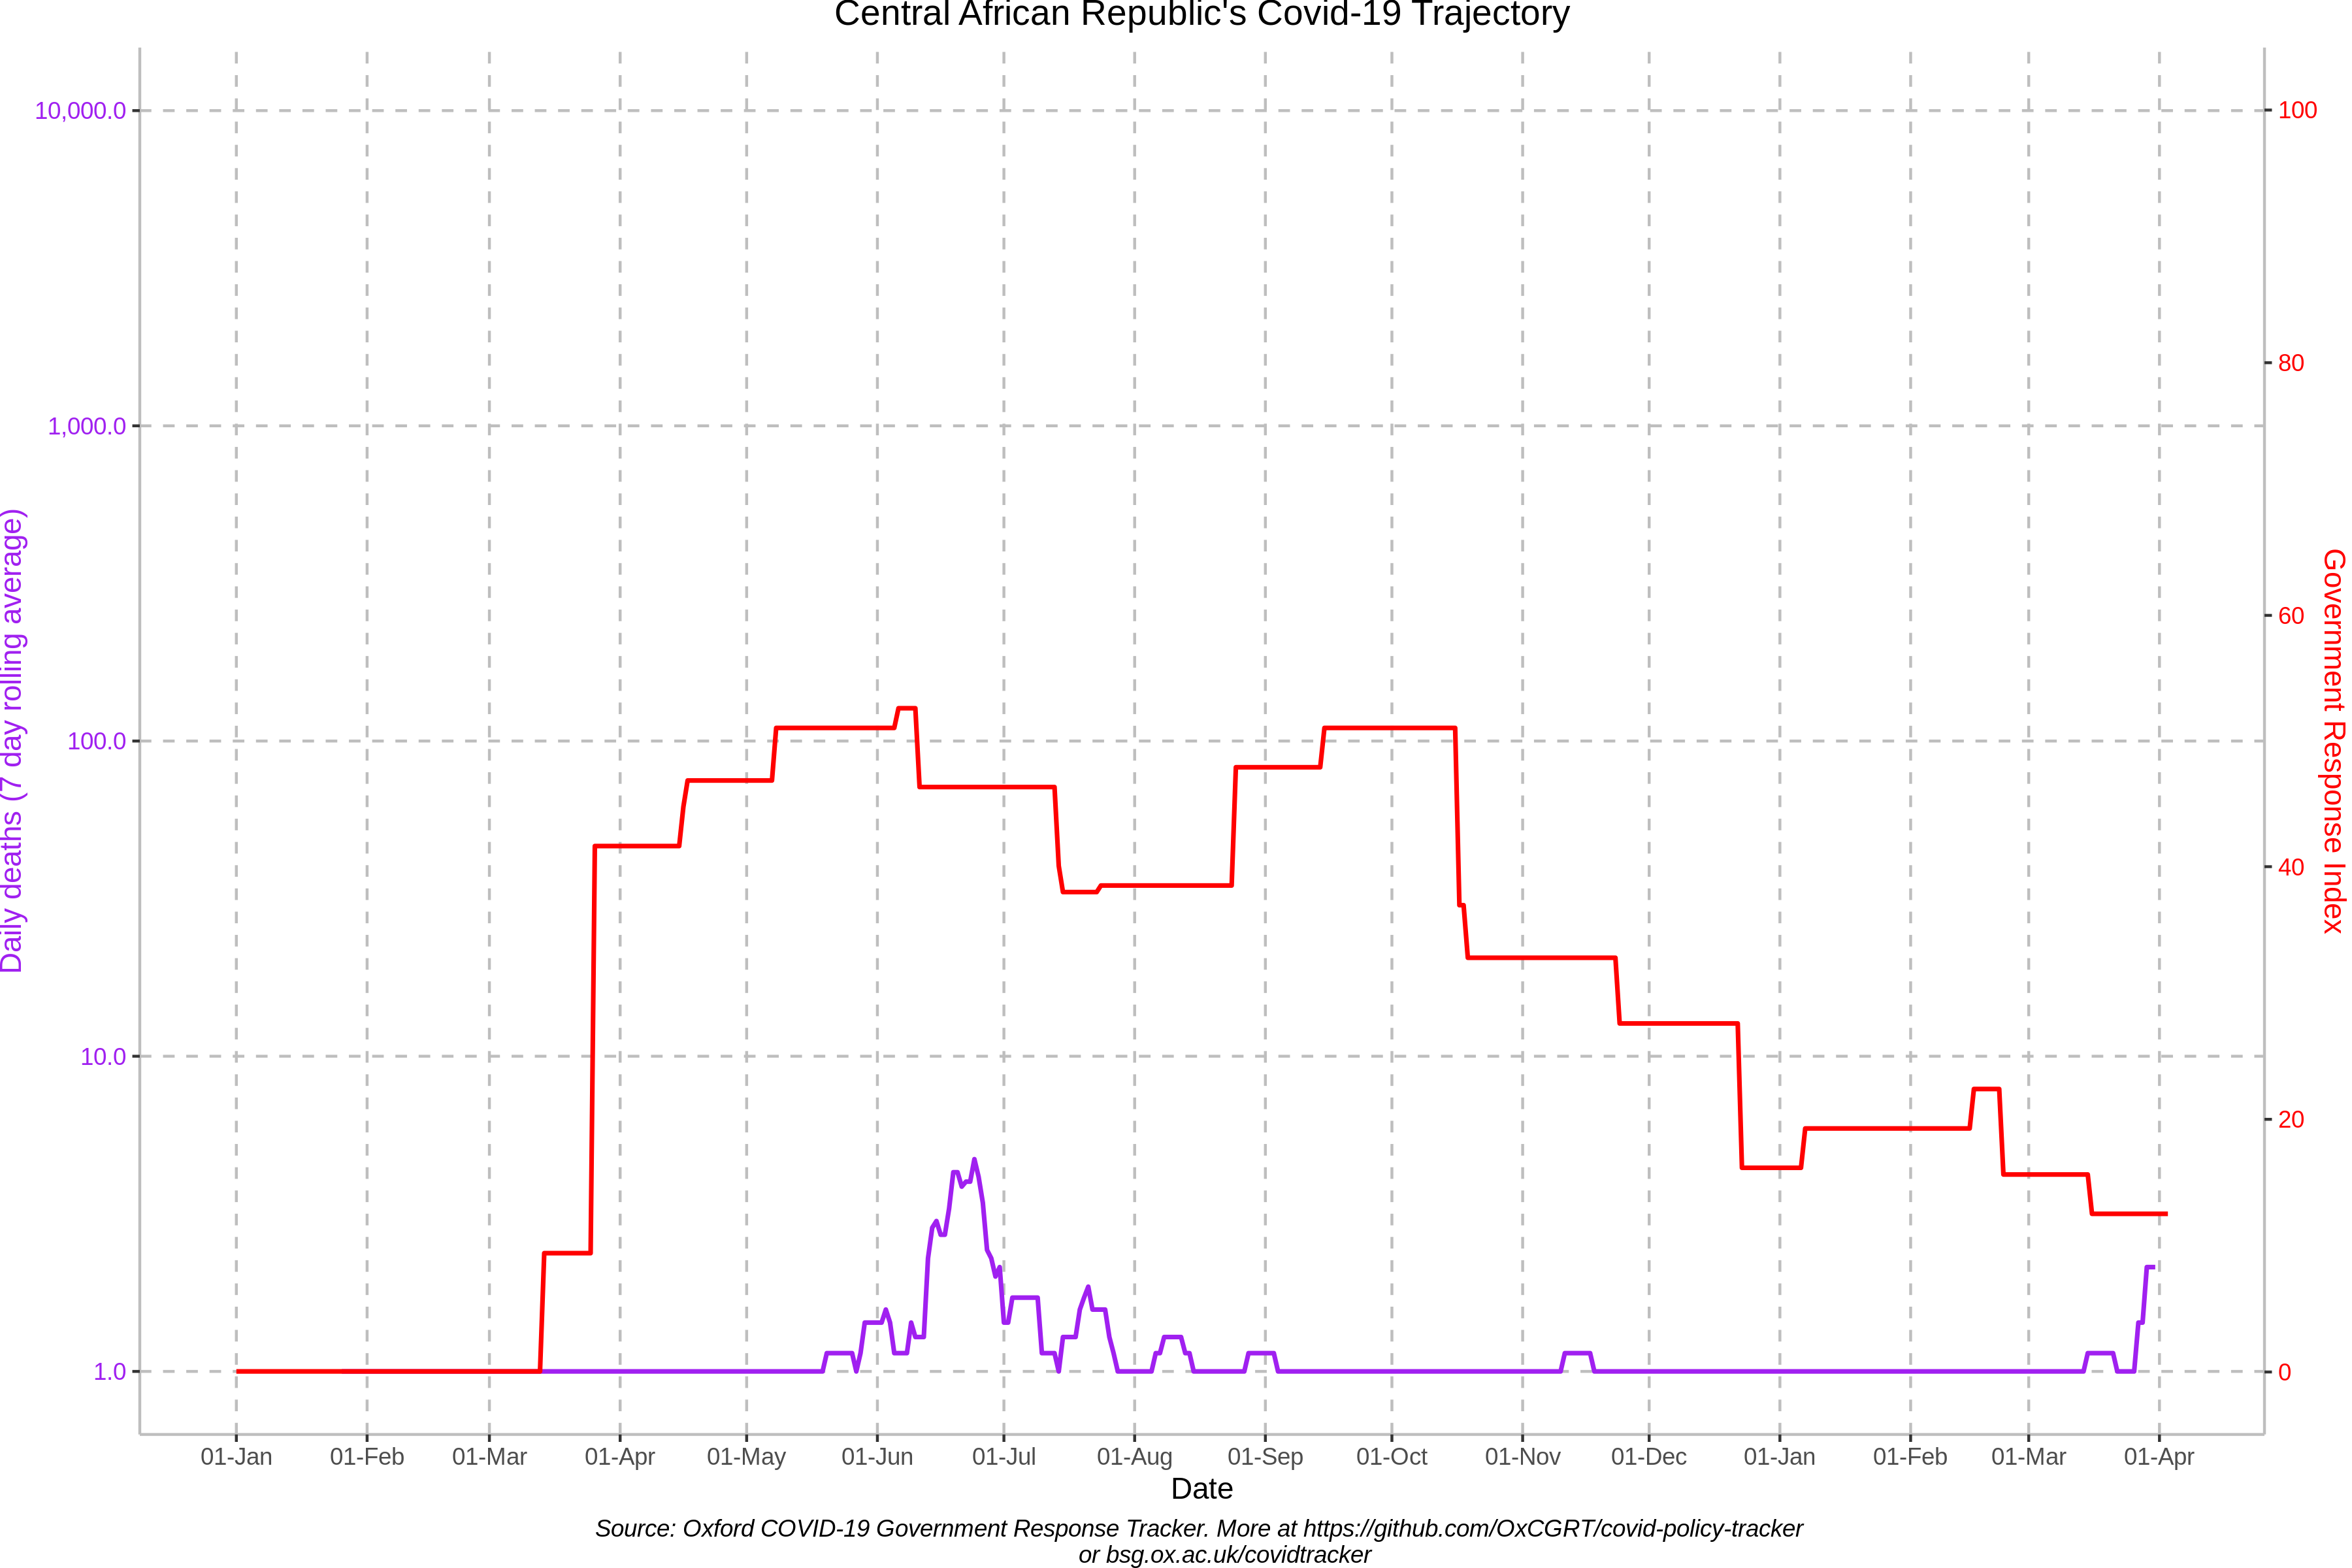 Central African Republic's Covid-19 Trajectory
10,000.0
1,000.0
100.0
10.0
1.0
Daily deaths (7 day rolling average)
100
80
60
40
20
0
Government Response Index
01-Jan 01-Feb 01-Mar 01-Apr 01-May 01-Jun 01-Jul 01-Aug 01-Sep 01-Oct 01-Nov 01-Dec 01-Jan 01-Feb 01-Mar 01-Apr
Date
Source: Oxford COVID-19 Government Response Tracker. More at https://github.com/OxCGRT/covid-policy-tracker
or bsg.ox.ac.uk/covidtracker